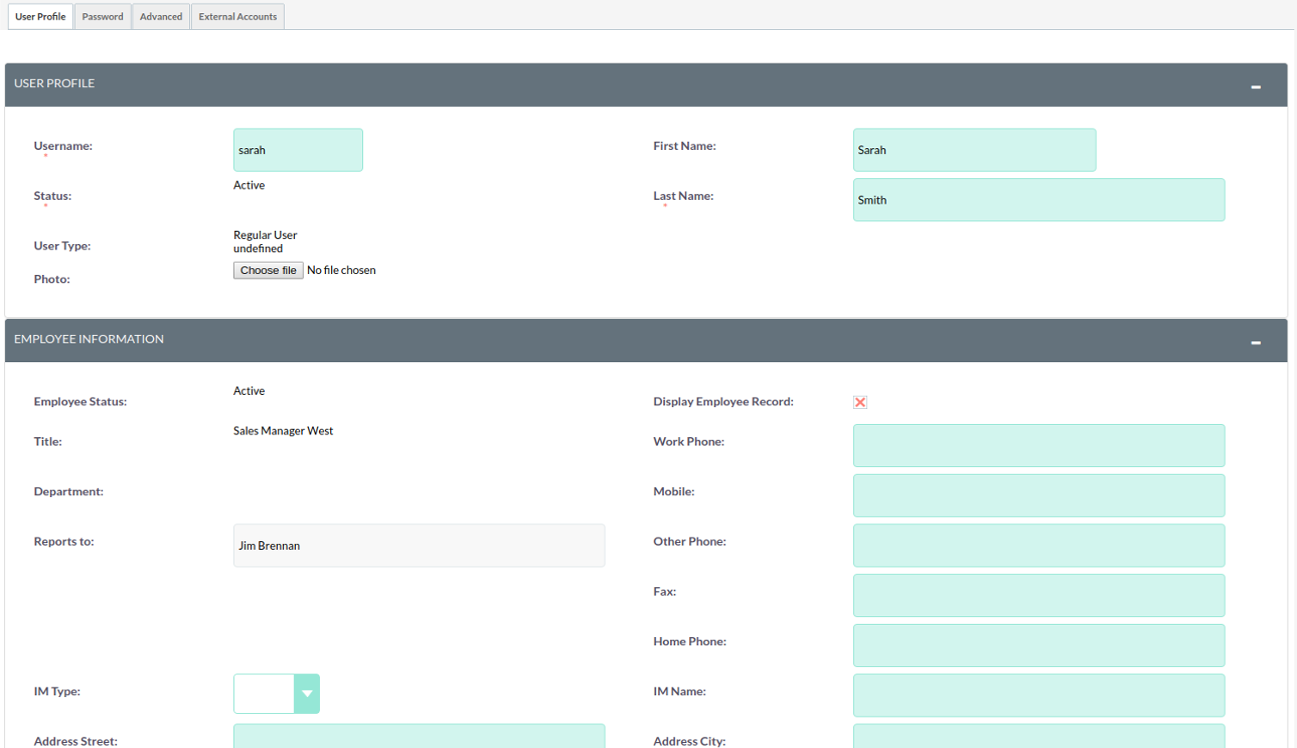 User Profile Password Advanced External Accounts
USER PROFILE
Username: sarah First Name: Sarah
*
Status: Active Last Name: Smith
* *
User Type: Regular User
undefined
Photo: Choose file No file chosen
EMPLOYEE INFORMATION
Employee Status: Active Display Employee Record:
Title: Sales Manager West Work Phone:
Department: Mobile:
Reports to: Jim Brennan Other Phone:
Fax:
Home Phone:
IM Type: IM Name:
Address Street: Address City: